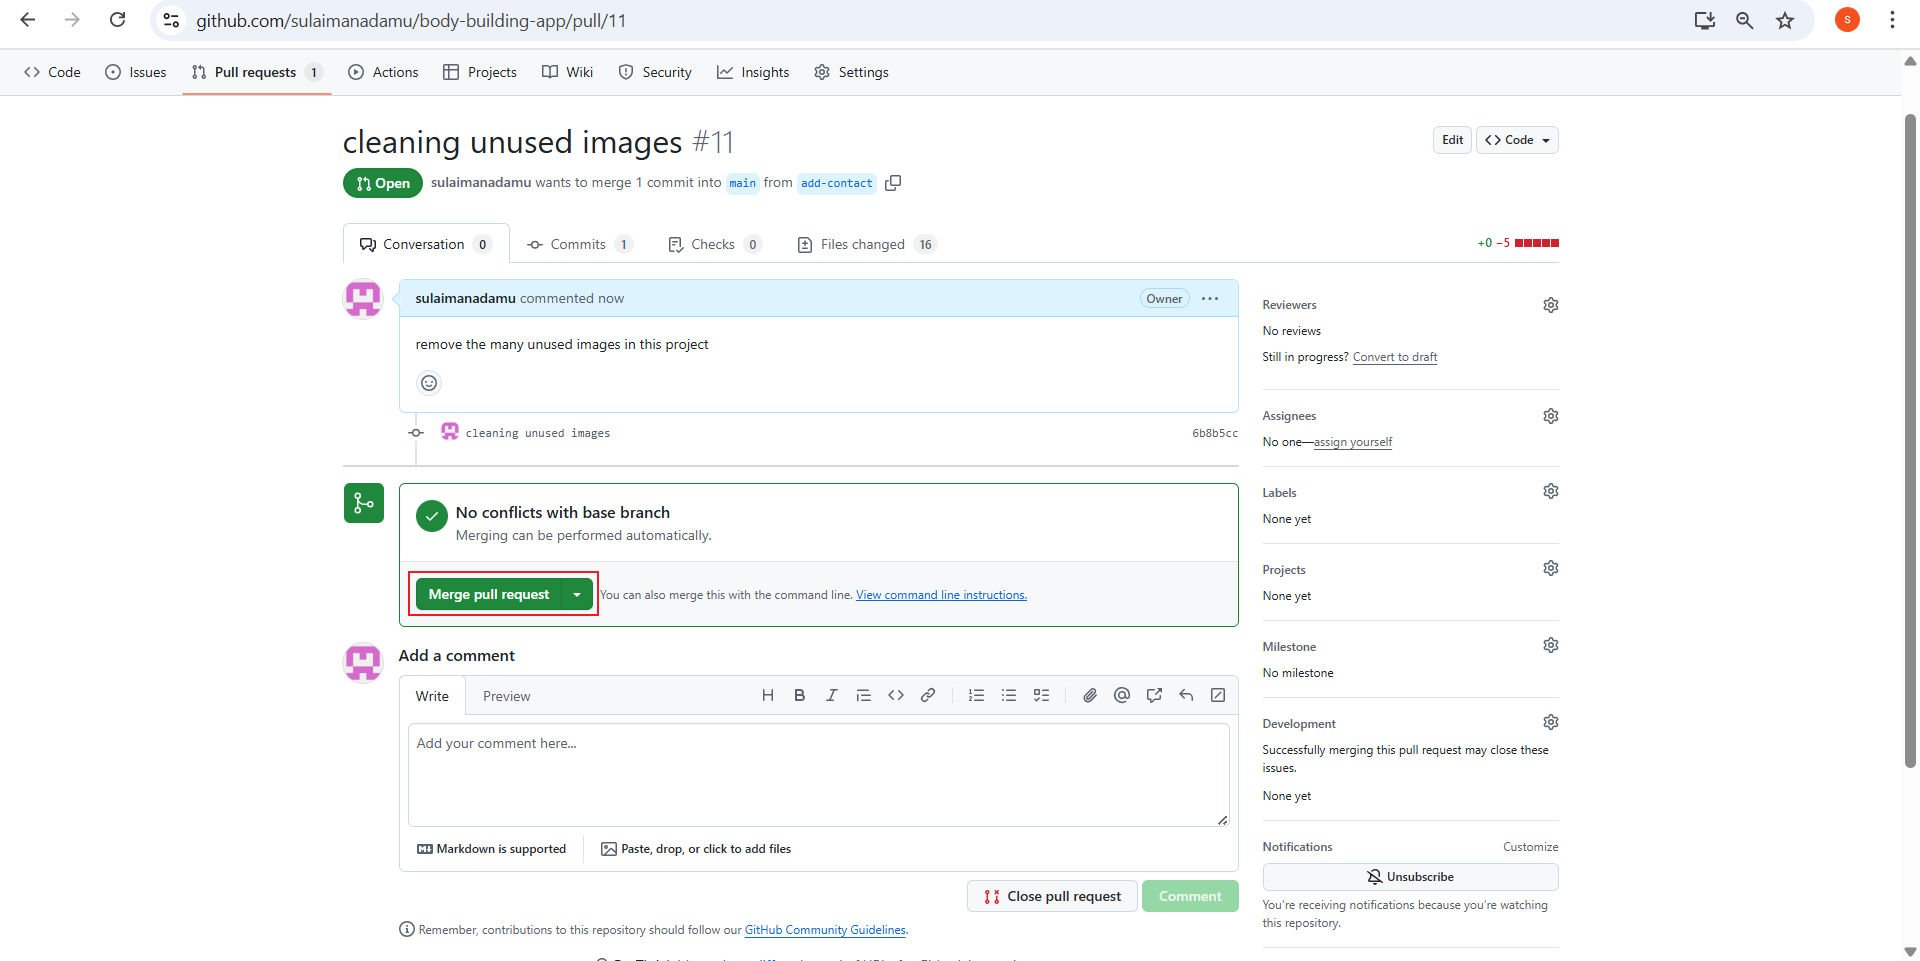 github.com/sulaimanadamu/body-building-app/pull/11
S
Code
Issues
Pull requests 1
Actions
Projects
Wiki
Security
Insights
Settings
cleaning unused images #11
Edit
Code
Open
sulaimanadamu wants to merge 1 commit into main from add-contact
Conversation 0
Commits 1
Checks 0
Files changed 16
+0 −5
sulaimanadamu commented now
Owner
remove the many unused images in this project
cleaning unused images
6b8b5cc
No conflicts with base branch
Merging can be performed automatically.
Merge pull request
You can also merge this with the command line. View command line instructions.
Add a comment
Write
Preview
Add your comment here...
Markdown is supported
Paste, drop, or click to add files
Close pull request
Comment
Remember, contributions to this repository should follow our GitHub Community Guidelines.
Reviewers
No reviews
Still in progress? Convert to draft
Assignees
No one—assign yourself
Labels
None yet
Projects
None yet
Milestone
No milestone
Development
Successfully merging this pull request may close these
issues.
None yet
Notifications
Customize
Unsubscribe
You're receiving notifications because you're watching
this repository.